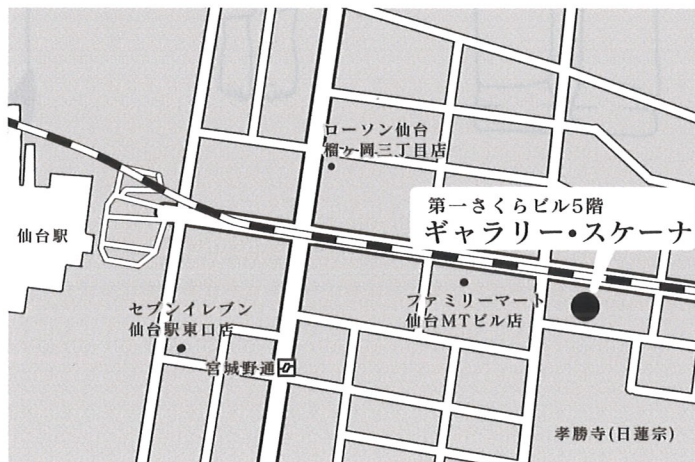 ローソン仙台
榴ヶ岡三丁目店
第一さくらビル5階
ギャラリー・スケーナ
仙台駅
セブンイレブン
仙台駅東口店
ファミリーマート
仙台MTビル店
宮城野通
孝勝寺(日蓮宗)